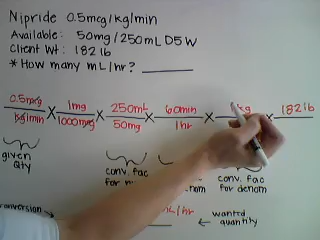 Nipride 0.5mcg/kg/min
Available: 50mg/250mL D5W
Client Wt: 182 lb
* How many mL/hr? ______
0.5mcg/kg/min X 1mg/1000mcg X 250mL/50mg X 60min/1hr X kg X 182 lb
given Qty
conv. fac
conv. fac for denom
denom
conversion
mL/hr
wanted quantity